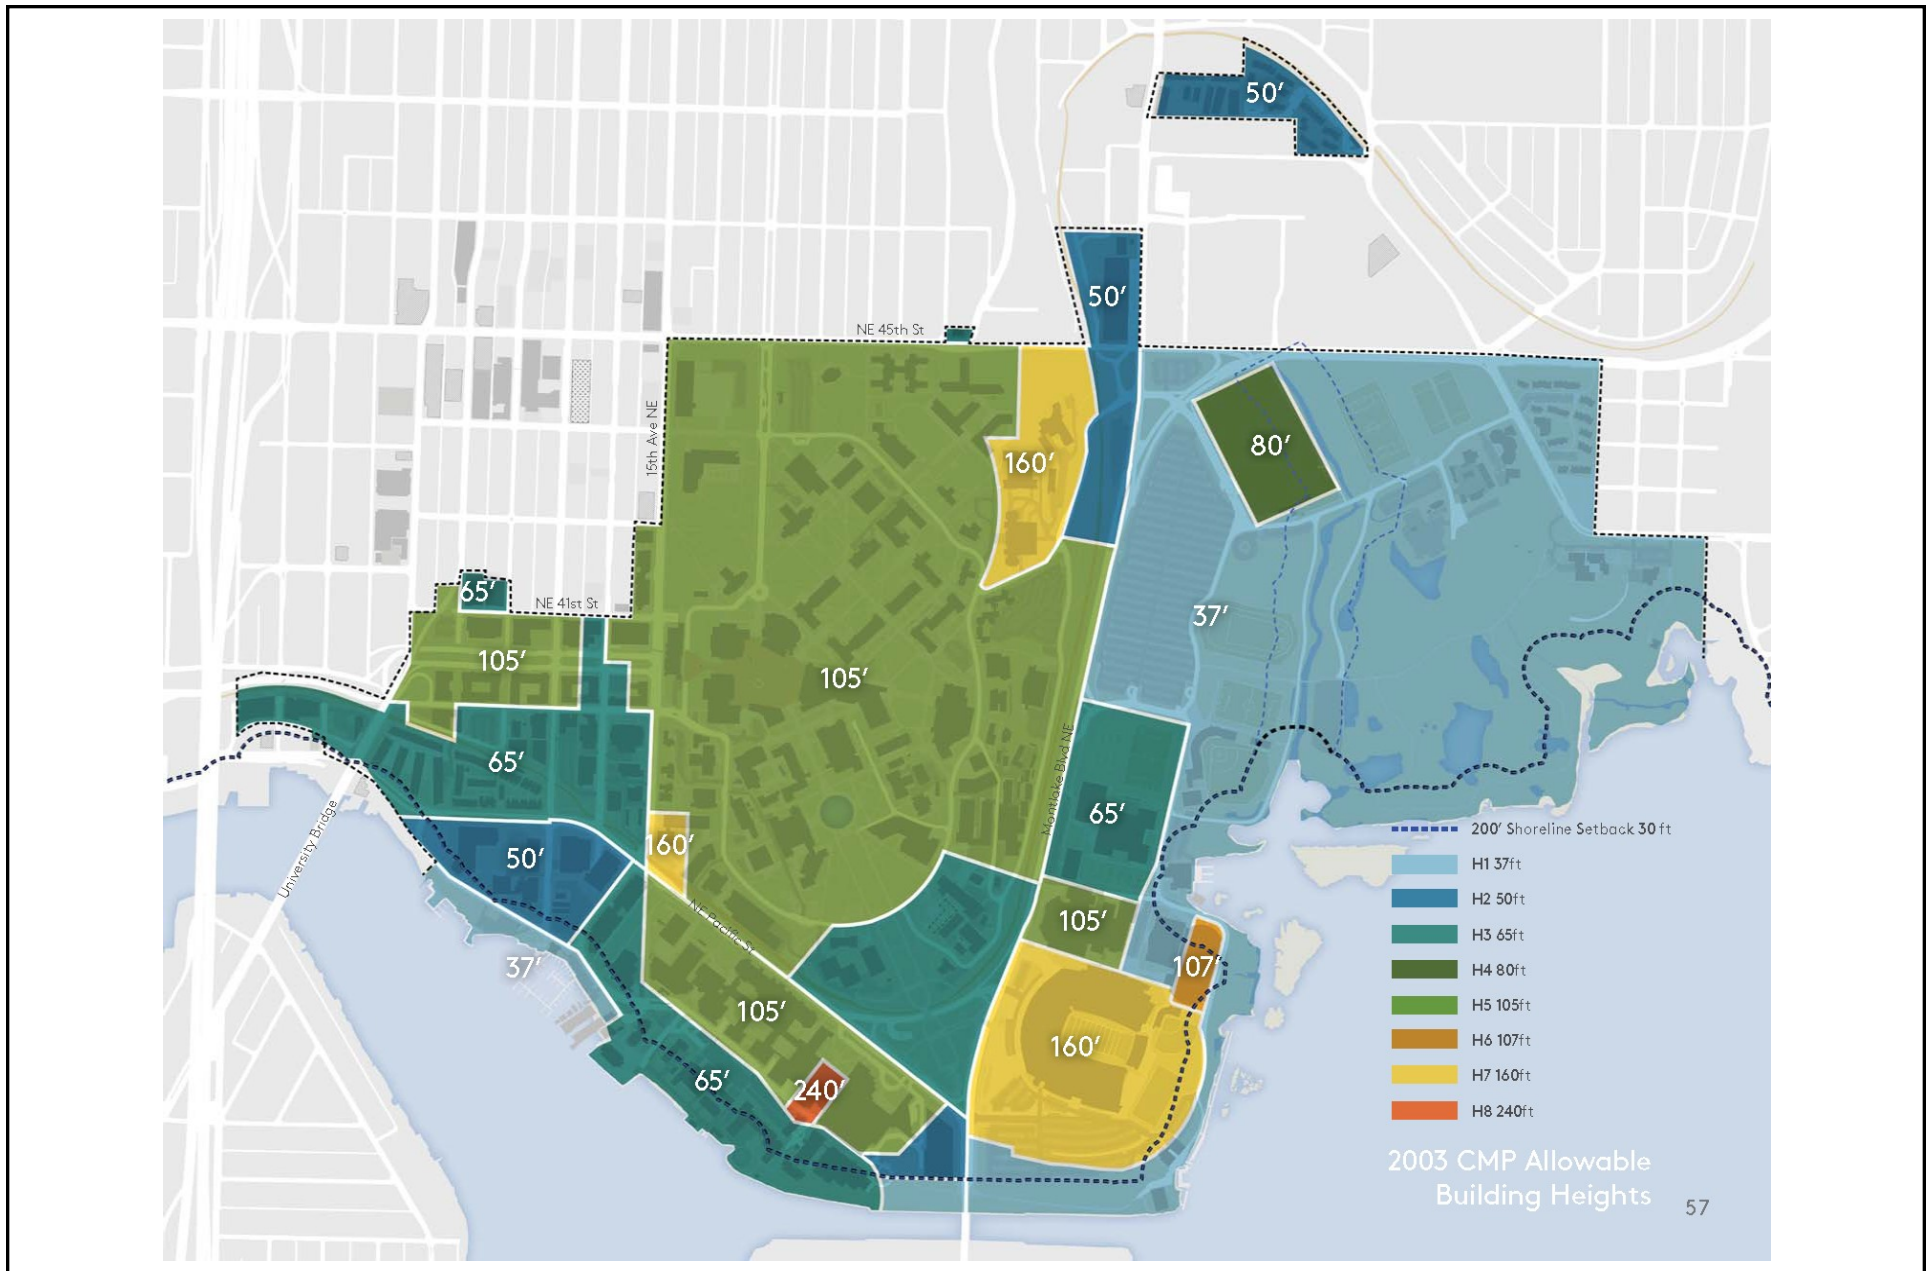 50′
50′
NE 45th St
15th Ave NE
80′
160′
65′
NE 41st St
37′
105′
105′
Montlake Blvd NE
65′
65′
University Bridge
160′
50′
200′ Shoreline Setback 30 ft
H1 37ft
H2 50ft
NE Pacific St
105′
H3 65ft
37′
107′
H4 80ft
105′
H5 105ft
160′
H6 107ft
65′
240′
H7 160ft
H8 240ft
2003 CMP Allowable
Building Heights
57